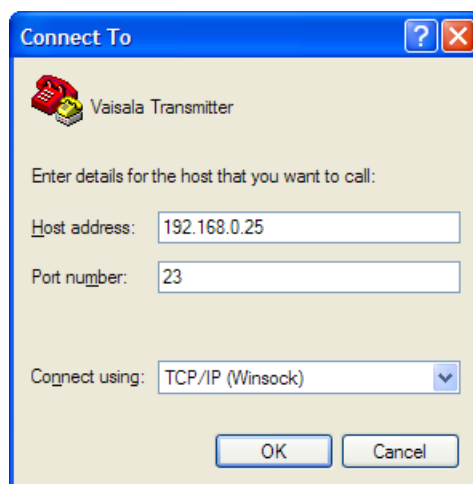 Connect To
?
Vaisala Transmitter
Enter details for the host that you want to call:
Host address: 192.168.0.25
Port number: 23
Connect using: TCP/IP (Winsock)
OK Cancel